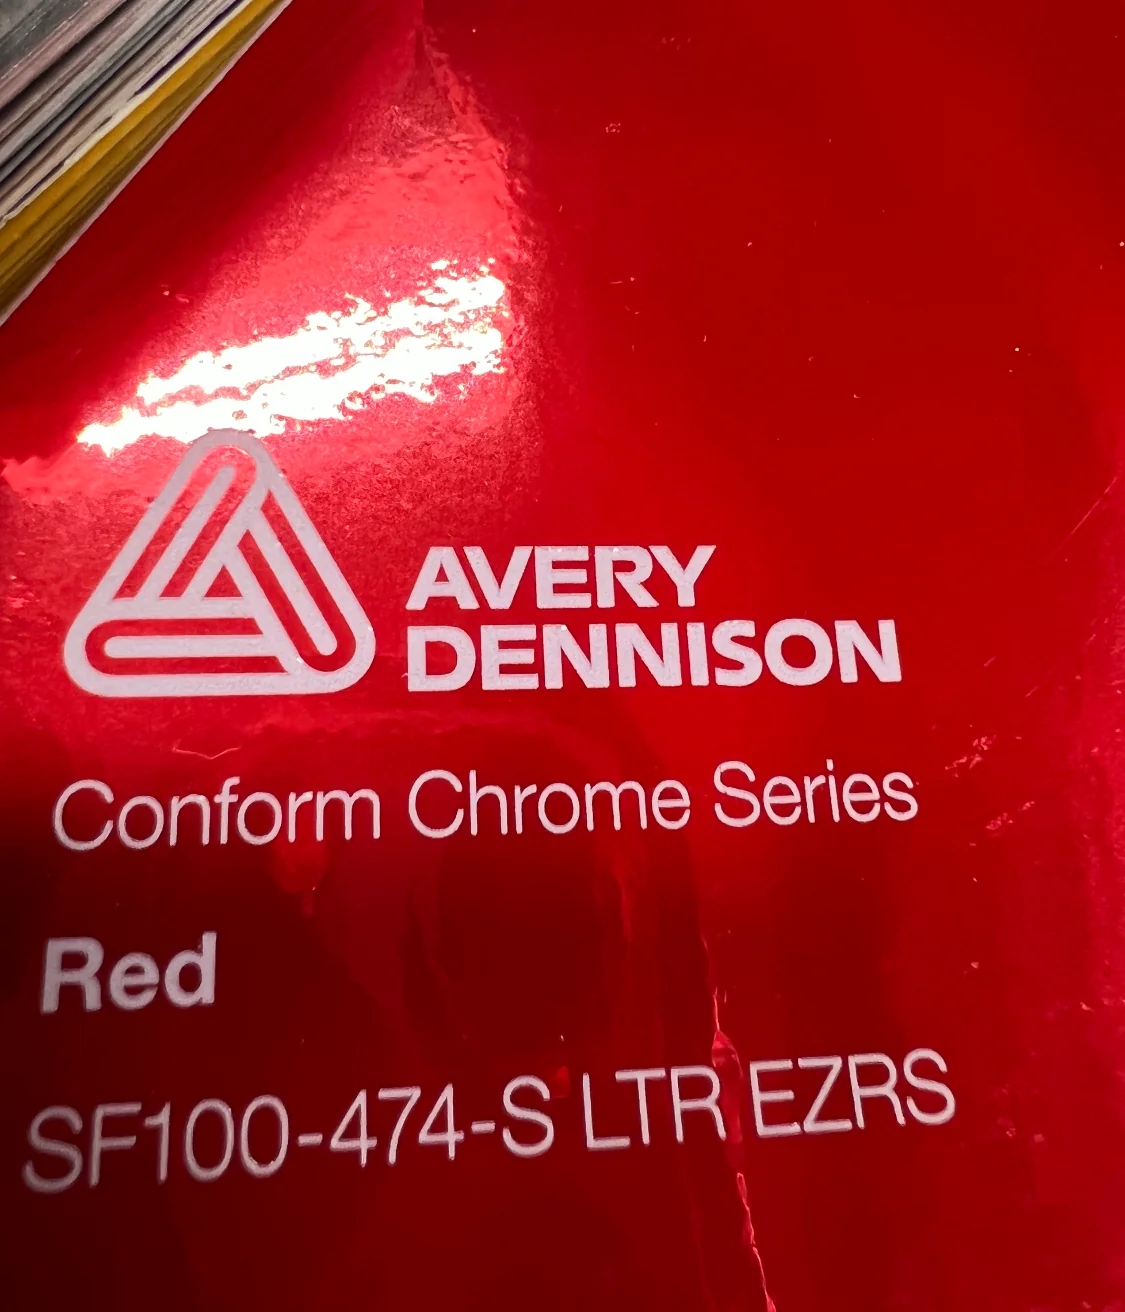 AVERY
DENNISON
Conform Chrome Series
Red
SF100-474-S LTR EZRS